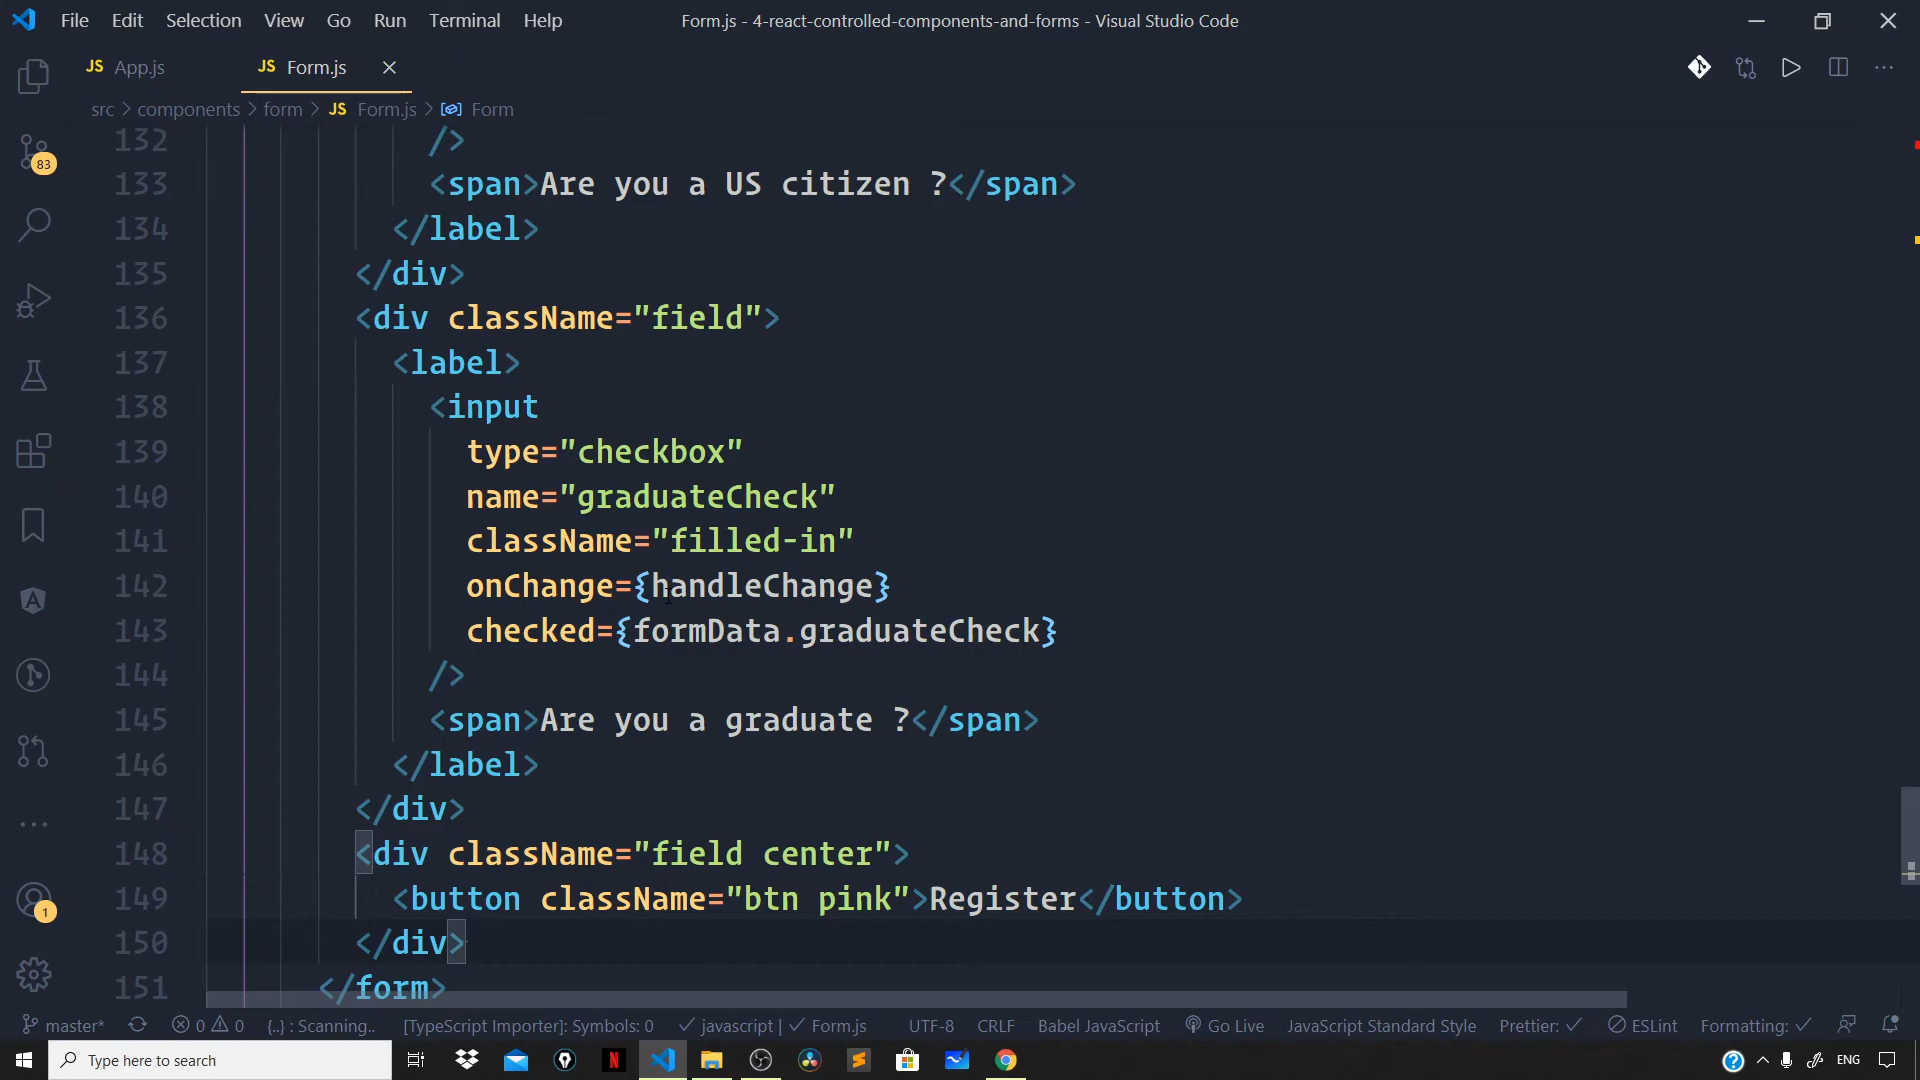 File Edit Selection View Go Run Terminal Help
Form.js - 4-react-controlled-components-and-forms - Visual Studio Code
JS App.js
JS Form.js
src > components > form > JS Form.js > Form
132 />
133 <span>Are you a US citizen ?</span>
134 </label>
135 </div>
136 <div className="field">
137 <label>
138 <input
139 type="checkbox"
140 name="graduateCheck"
141 className="filled-in"
142 onChange={handleChange}
143 checked={formData.graduateCheck}
144 />
145 <span>Are you a graduate ?</span>
146 </label>
147 </div>
148 <div className="field center">
149 <button className="btn pink">Register</button>
150 </div>
151 </form>
83
1
master* 0 0 {..} : Scanning.. [TypeScript Importer]: Symbols: 0 javascript | Form.js UTF-8 CRLF Babel JavaScript Go Live JavaScript Standard Style Prettier: ESLint Formatting:
Type here to search
ENG